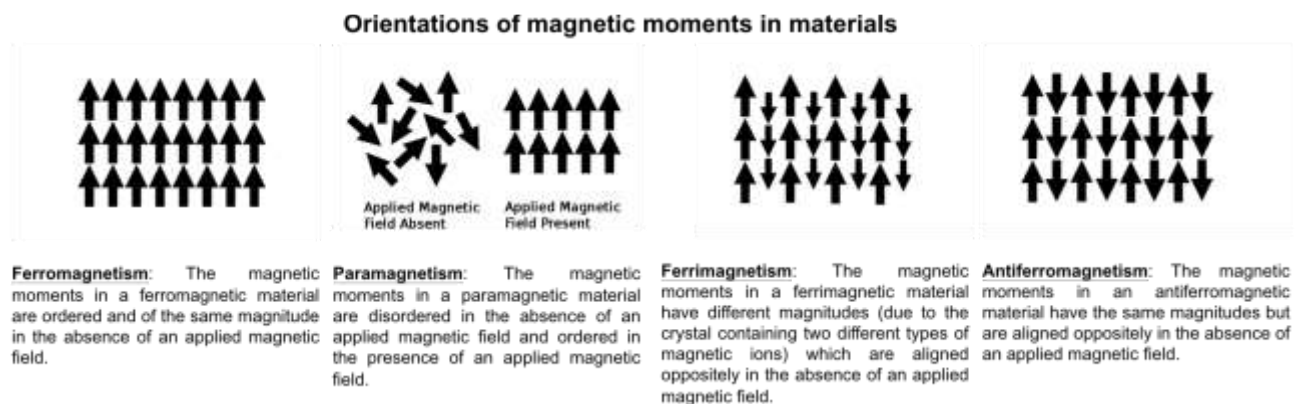 Orientations of magnetic moments in materials
Applied Magnetic
Field Absent
Applied Magnetic
Field Present
Ferromagnetism: The magnetic
moments in a ferromagnetic material
are ordered and of the same magnitude
in the absence of an applied magnetic
field.
Paramagnetism: The magnetic
moments in a paramagnetic material
are disordered in the absence of an
applied magnetic field and ordered in
the presence of an applied magnetic
field.
Ferrimagnetism: The magnetic
moments in a ferrimagnetic material
have different magnitudes (due to the
crystal containing two different types of
magnetic ions) which are aligned
oppositely in the absence of an applied
magnetic field.
Antiferromagnetism: The magnetic
moments in an antiferromagnetic
material have the same magnitudes but
are aligned oppositely in the absence of
an applied magnetic field.